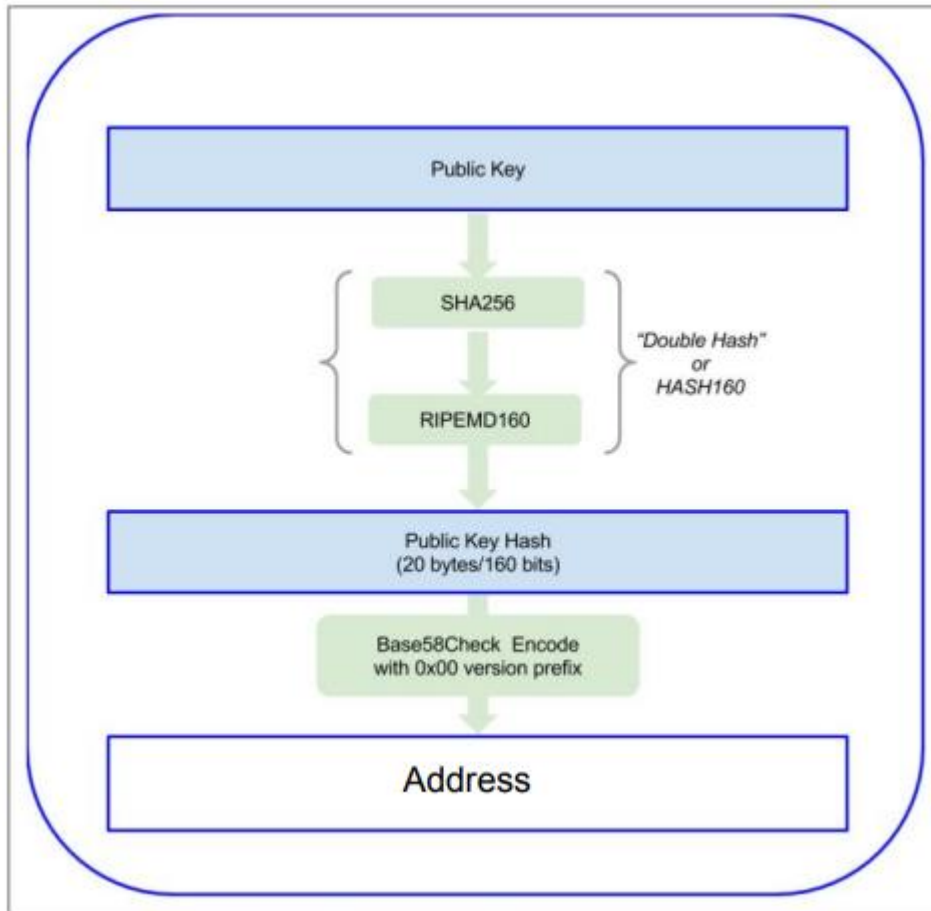 Public Key
SHA256
"Double Hash"
or
HASH160
RIPEMD160
Public Key Hash
(20 bytes/160 bits)
Base58Check Encode
with 0x00 version prefix
Address